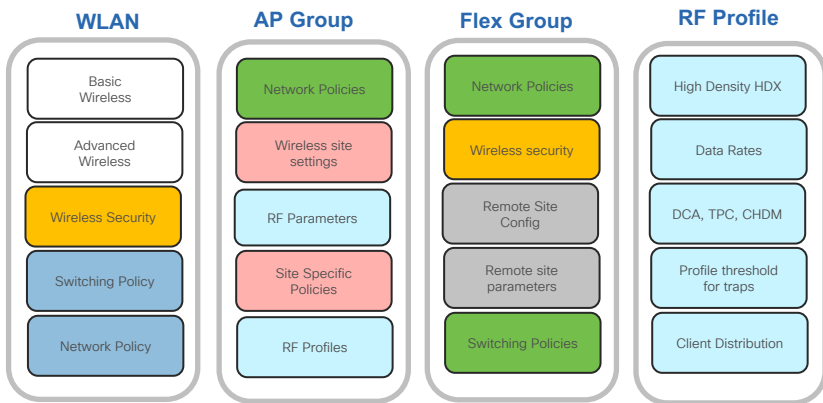 WLAN
Basic
Wireless
Advanced
Wireless
Wireless Security
Switching Policy
Network Policy
AP Group
Network Policies
Wireless site
settings
RF Parameters
Site Specific
Policies
RF Profiles
Flex Group
Network Policies
Wireless security
Remote Site
Config
Remote site
parameters
Switching Policies
RF Profile
High Density HDX
Data Rates
DCA, TPC, CHDM
Profile threshold
for traps
Client Distribution